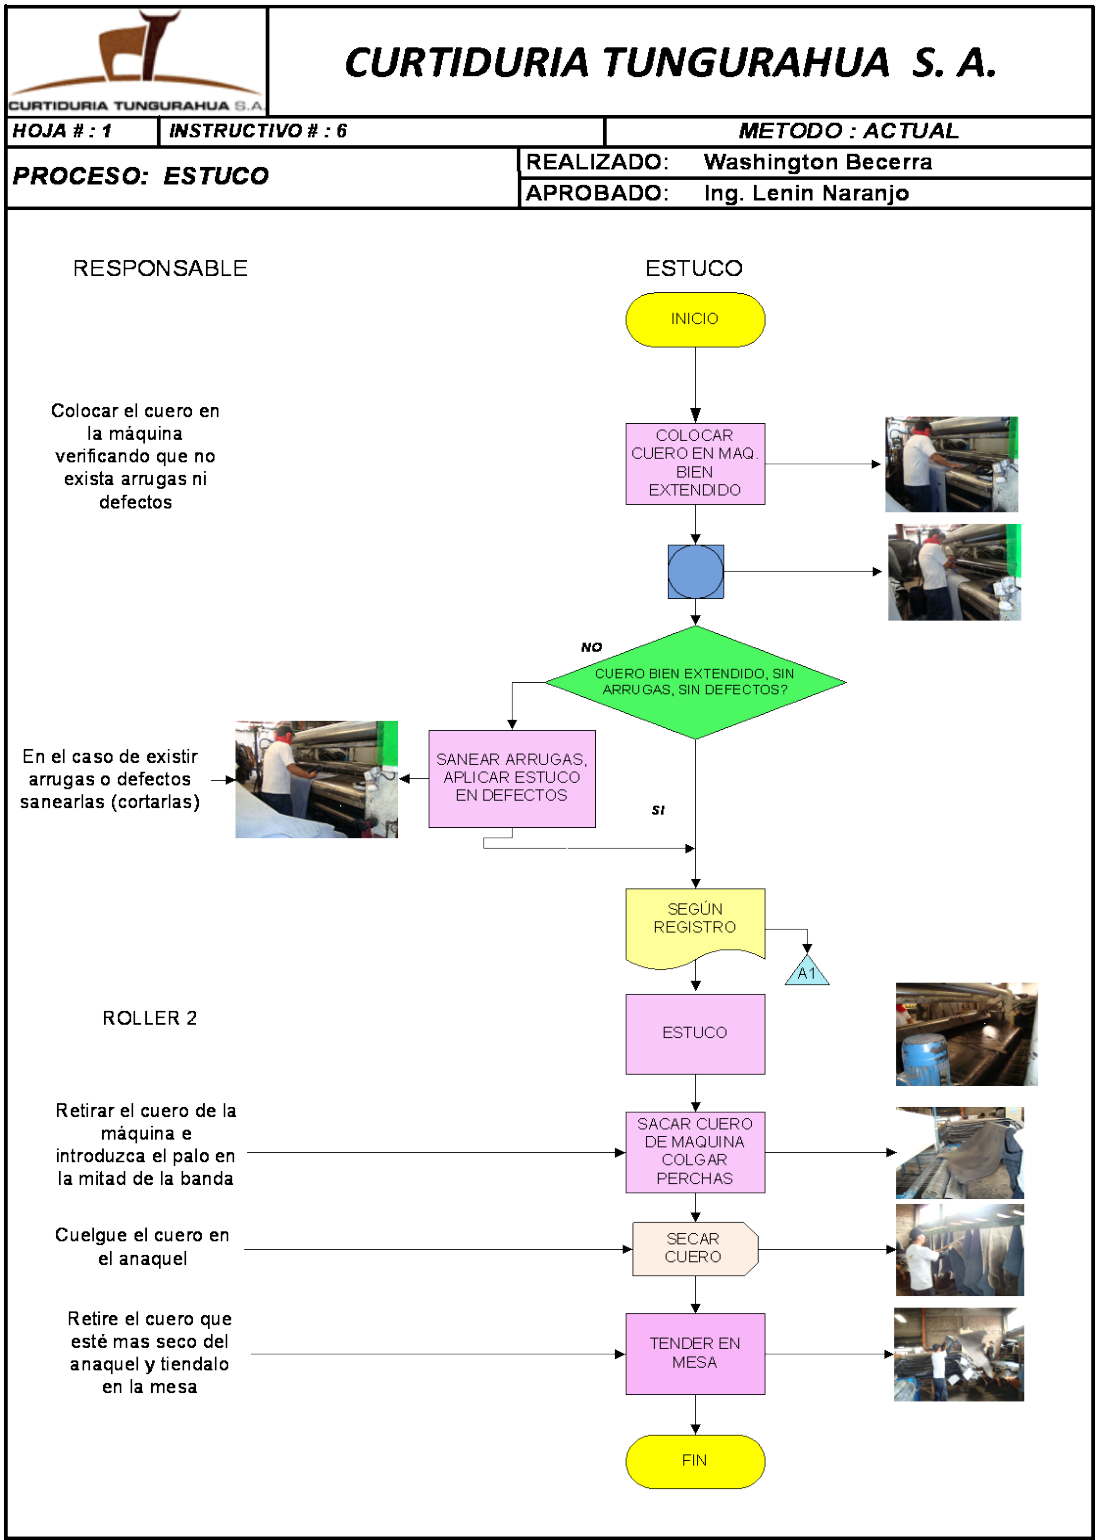 CURTIDURIA TUNGURAHUA S.A.
CURTIDURIA TUNGURAHUA S. A.
HOJA # : 1
INSTRUCTIVO # : 6
METODO : ACTUAL
PROCESO: ESTUCO
REALIZADO: Washington Becerra
APROBADO: Ing. Lenin Naranjo
RESPONSABLE
ESTUCO
INICIO
Colocar el cuero en
la máquina
verificando que no
exista arrugas ni
defectos
COLOCAR
CUERO EN MAQ.
BIEN
EXTENDIDO
NO
CUERO BIEN EXTENDIDO, SIN
ARRUGAS, SIN DEFECTOS?
En el caso de existir
arrugas o defectos
sanearlas (cortarlas)
SANEAR ARRUGAS,
APLICAR ESTUCO
EN DEFECTOS
SI
SEGÚN
REGISTRO
A1
ROLLER 2
ESTUCO
Retirar el cuero de la
máquina e
introduzca el palo en
la mitad de la banda
SACAR CUERO
DE MAQUINA
COLGAR
PERCHAS
Cuelgue el cuero en
el anaquel
SECAR
CUERO
Retire el cuero que
esté mas seco del
anaquel y tiendalo
en la mesa
TENDER EN
MESA
FIN